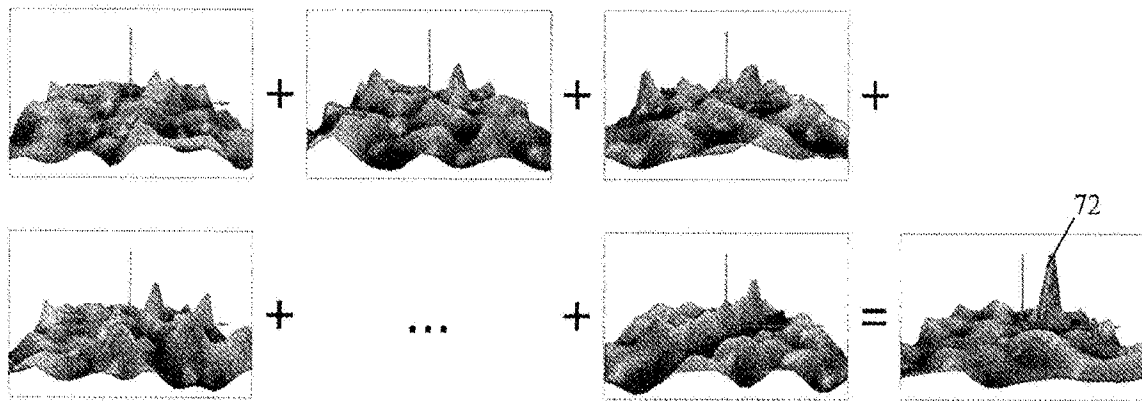 + + +
72
+ ... + =